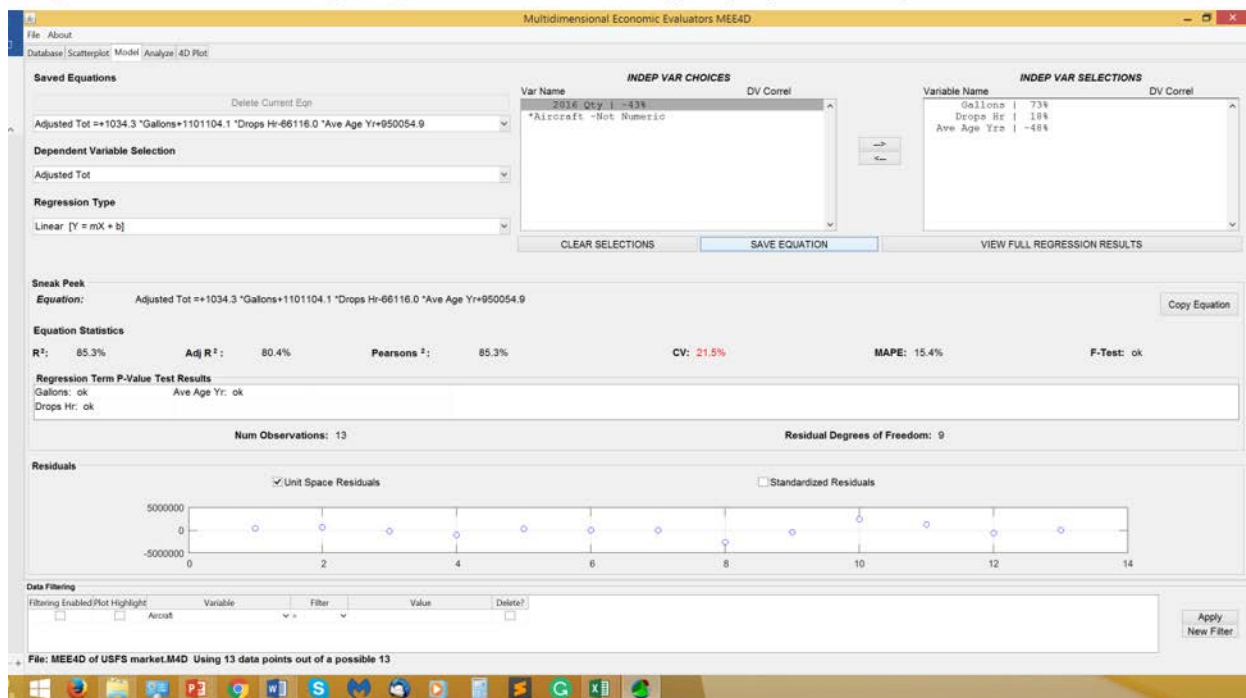 Multidimensional Economic Evaluators MEE4D
File About
Database Scatterplot Model Analyze 4D Plot
Saved Equations
INDEP VAR CHOICES
INDEP VAR SELECTIONS
Var Name DV Correl
Variable Name DV Correl
Delete Current Eqn
2016 Qty | -43%
*Aircraft -Not Numeric
Gallons | 73%
Drops Hr | 18%
Ave Age Yrs | -48%
Adjusted Tot =+1034.3 *Gallons+1101104.1 *Drops Hr-66116.0 *Ave Age Yr+950054.9
-->
<--
Dependent Variable Selection
Adjusted Tot
Regression Type
Linear [Y = mX + b]
CLEAR SELECTIONS SAVE EQUATION VIEW FULL REGRESSION RESULTS
Sneak Peek
Equation: Adjusted Tot =+1034.3 *Gallons+1101104.1 *Drops Hr-66116.0 *Ave Age Yr+950054.9
Copy Equation
Equation Statistics
R²: 85.3% Adj R²: 80.4% Pearsons ²: 85.3% CV: 21.5% MAPE: 15.4% F-Test: ok
Regression Term P-Value Test Results
Gallons: ok Ave Age Yr: ok
Drops Hr: ok
Num Observations: 13 Residual Degrees of Freedom: 9
Residuals
Unit Space Residuals Standardized Residuals
5000000
0
-5000000
0 2 4 6 8 10 12 14
Data Filtering
Filtering Enabled Plot Highlight Variable Filter Value Delete?
Aircraft =
Apply
New Filter
File: MEE4D of USFS market.M4D Using 13 data points out of a possible 13